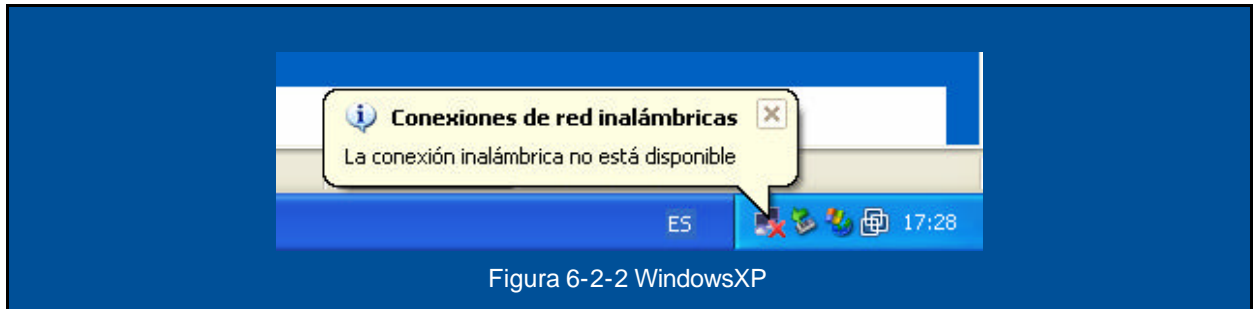 Conexiones de red inalámbricas
La conexión inalámbrica no está disponible
ES 17:28
Figura 6-2-2 WindowsXP